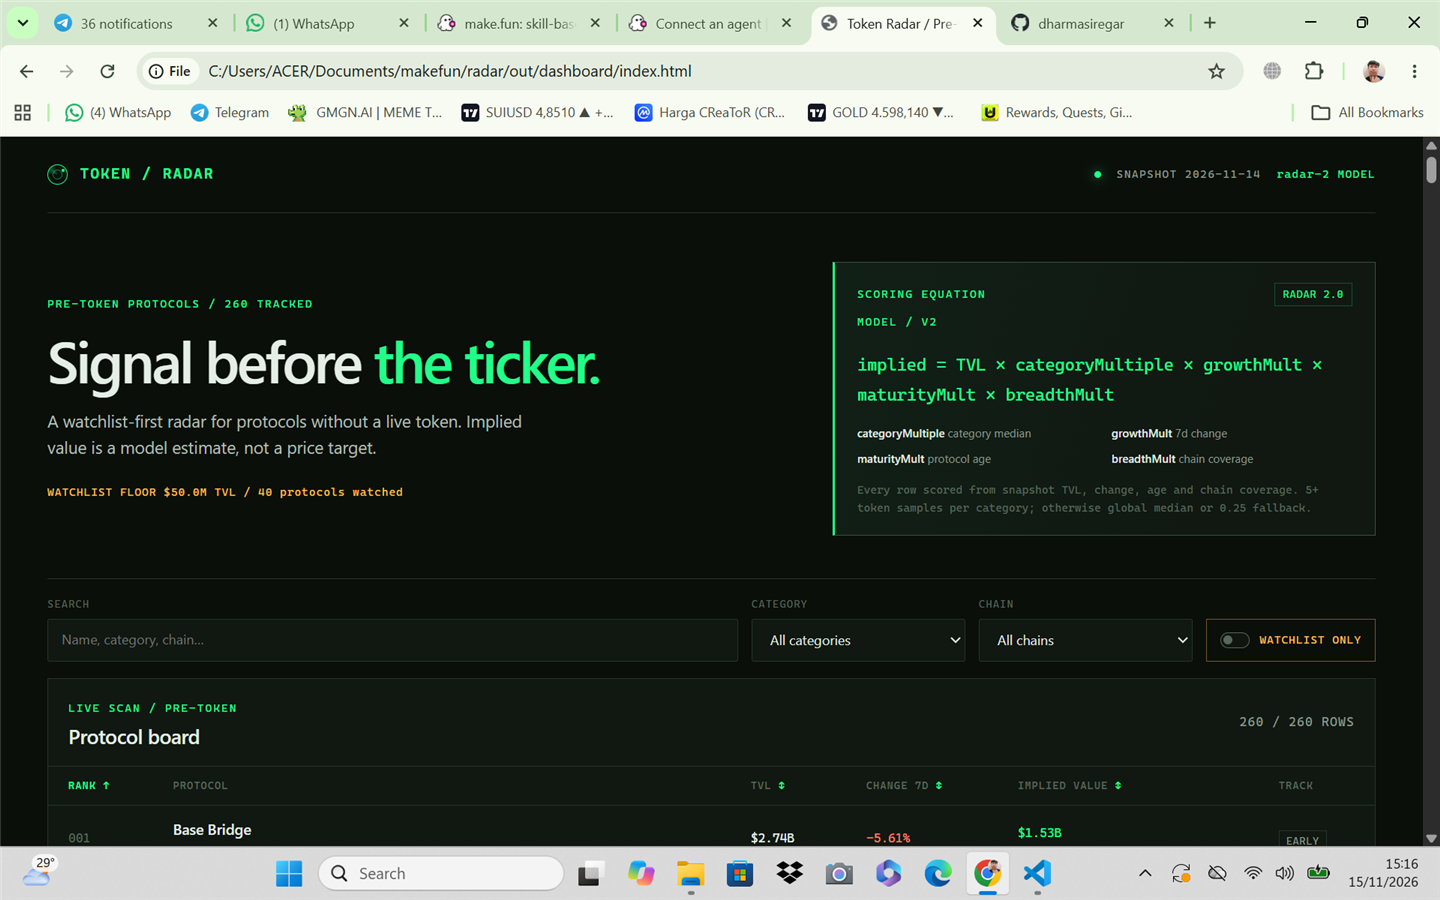 36 notifications
(1) WhatsApp
make.fun: skill-bas
Connect an agent
Token Radar / Pre-
dharmasiregar
File
C:/Users/ACER/Documents/makefun/radar/out/dashboard/index.html
(4) WhatsApp
Telegram
GMGN.AI | MEME T...
SUIUSD 4,8510 ▲ +...
Harga CReaToR (CR...
GOLD 4.598,140 ▼...
Rewards, Quests, Gi...
All Bookmarks
TOKEN / RADAR
SNAPSHOT 2026-11-14 radar-2 MODEL
PRE-TOKEN PROTOCOLS / 260 TRACKED
Signal before the ticker.
A watchlist-first radar for protocols without a live token. Implied
value is a model estimate, not a price target.
WATCHLIST FLOOR $50.0M TVL / 40 protocols watched
SCORING EQUATION
RADAR 2.0
MODEL / V2
implied = TVL × categoryMultiple × growthMult ×
maturityMult × breadthMult
categoryMultiple category median
growthMult 7d change
maturityMult protocol age
breadthMult chain coverage
Every row scored from snapshot TVL, change, age and chain coverage. 5+
token samples per category; otherwise global median or 0.25 fallback.
SEARCH
CATEGORY
CHAIN
Name, category, chain...
All categories
All chains
WATCHLIST ONLY
LIVE SCAN / PRE-TOKEN
Protocol board
260 / 260 ROWS
RANK ↑ PROTOCOL TVL CHANGE 7D IMPLIED VALUE TRACK
001 Base Bridge $2.74B −5.61% $1.53B EARLY
29°
Search
15:16
15/11/2026